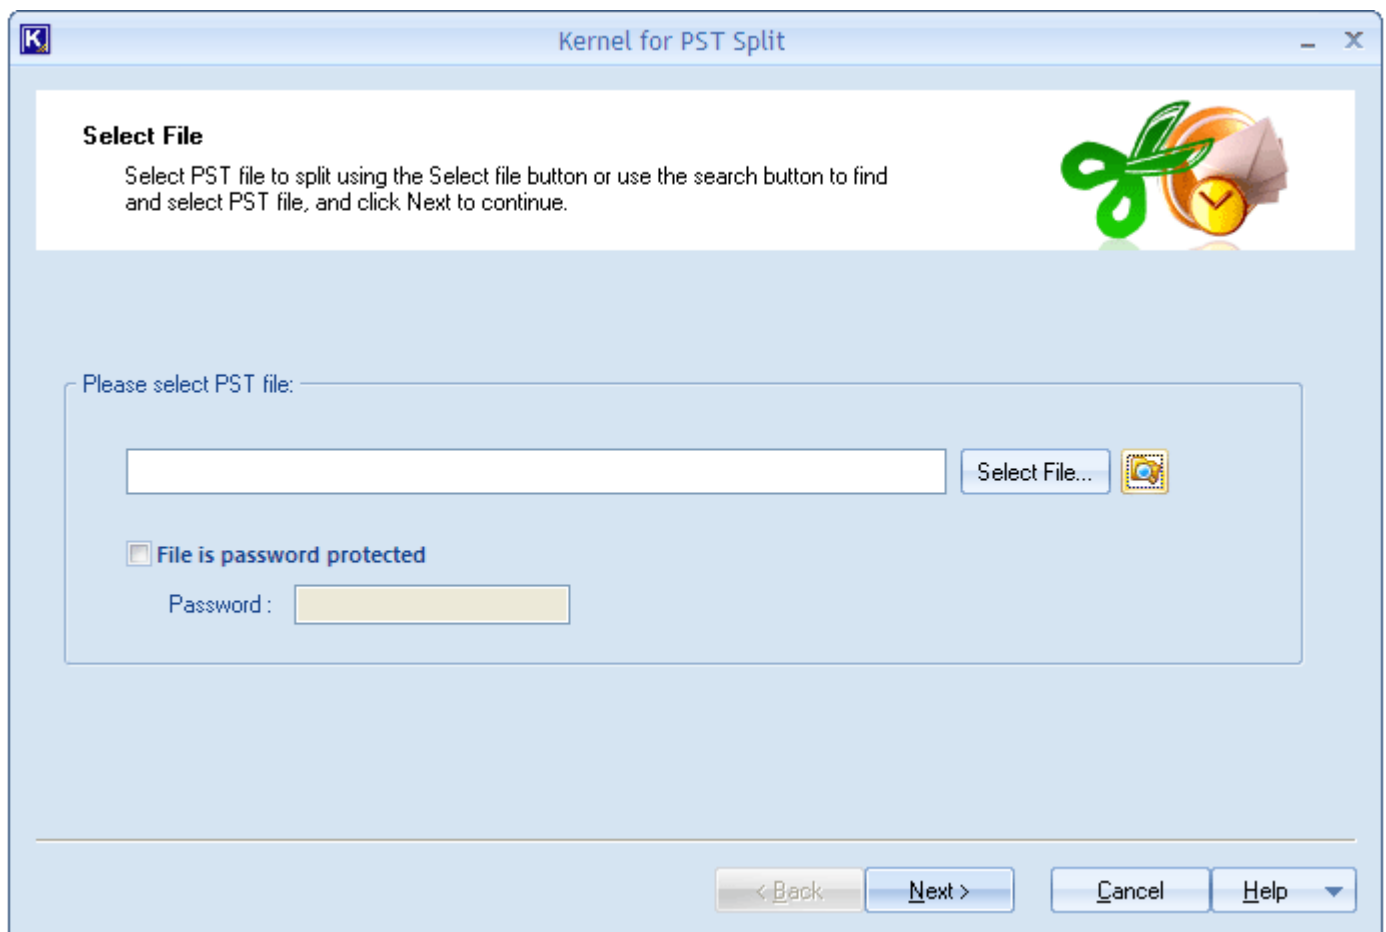 K
Kernel for PST Split
Select File
Select PST file to split using the Select file button or use the search button to find
and select PST file, and click Next to continue.
Please select PST file:
Select File...
File is password protected
Password :
< Back
Next >
Cancel
Help